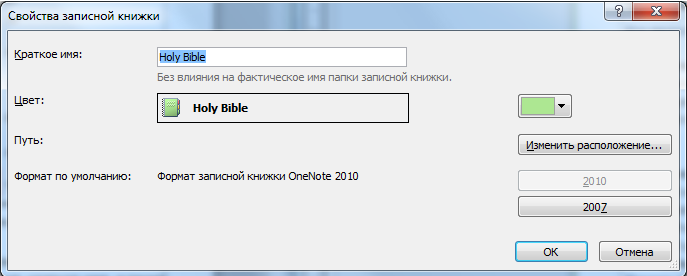 Свойства записной книжки
Краткое имя:
Holy Bible
Без влияния на фактическое имя папки записной книжки.
Цвет:
Holy Bible
Путь:
Изменить расположение...
Формат по умолчанию:
Формат записной книжки OneNote 2010
2010
2007
ОК
Отмена